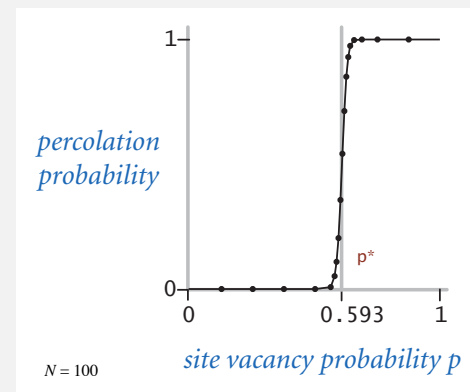 1
percolation
probability
p*
0
0 0.593 1
site vacancy probability p
N = 100